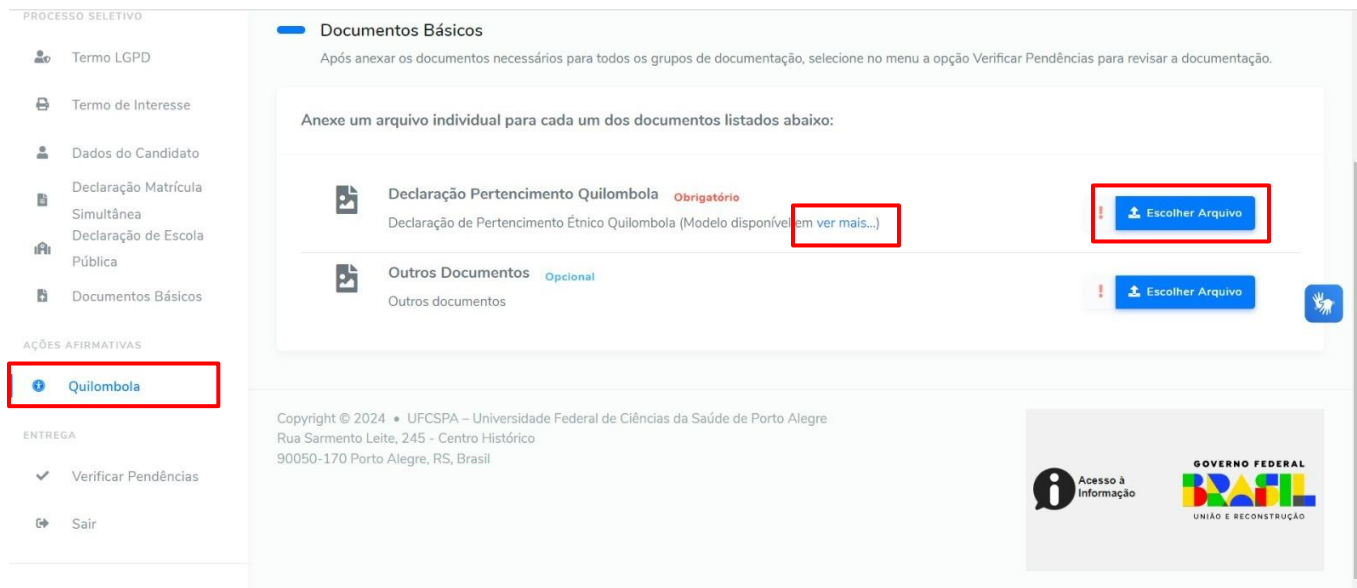 PROCESSO SELETIVO
Termo LGPD
Termo de Interesse
Dados do Candidato
Declaração Matrícula
Simultânea
Declaração de Escola
Pública
Documentos Básicos
AÇÕES AFIRMATIVAS
Quilombola
ENTREGA
Verificar Pendências
Sair
Documentos Básicos
Após anexar os documentos necessários para todos os grupos de documentação, selecione no menu a opção Verificar Pendências para revisar a documentação.
Anexe um arquivo individual para cada um dos documentos listados abaixo:
Declaração Pertencimento Quilombola Obrigatório
Declaração de Pertencimento Étnico Quilombola (Modelo disponível em ver mais...)
! Escolher Arquivo
Outros Documentos Opcional
Outros documentos
! Escolher Arquivo
Copyright © 2024 • UFCSPA – Universidade Federal de Ciências da Saúde de Porto Alegre
Rua Sarmento Leite, 245 - Centro Histórico
90050-170 Porto Alegre, RS, Brasil
i Acesso à
Informação
GOVERNO FEDERAL
BRASIL
UNIÃO E RECONSTRUÇÃO